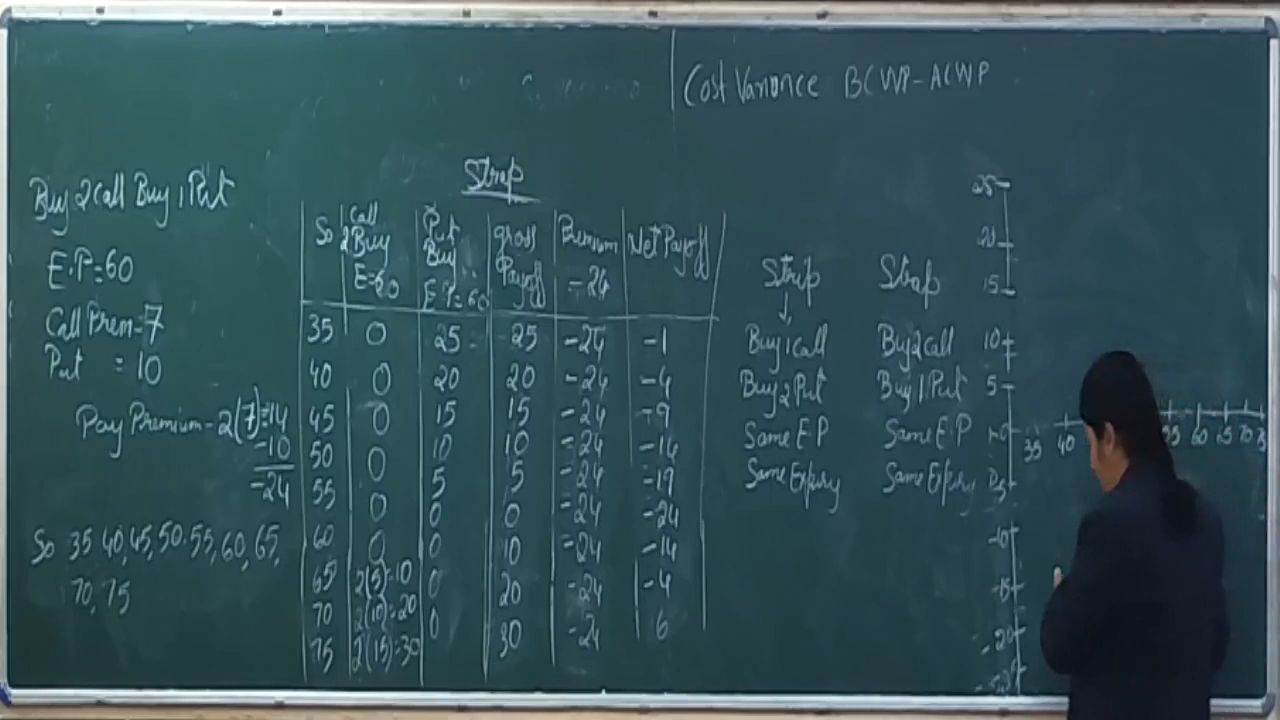 Cost Variance BCWP-ACWP
Buy 2 Call Buy 1 Put
E.P=60
Call Prem=7
Put = 10
Pay Premium-2(7)=14
-10
-24
So 35 40,45,50.55,60,65,
70,75
Strap
So 2 Call Buy E=60 Put Buy E.P=60 gross Payoff Premium -24 Net Payoff
35 0 25 25 -24 -1
40 0 20 20 -24 -4
45 0 15 15 -24 -9
50 0 10 10 -24 -14
55 0 5 5 -24 -19
60 0 0 0 -24 -24
65 2(5)=10 0 10 -24 -14
70 2(10)=20 0 20 -24 -4
75 2(15)=30 0 30 -24 6
Strip Strap
Buy 1 Call Buy 2 Call
Buy 2 Put Buy 1 Put
Same E.P Same E.P
Same Expiry Same Expiry
25
20
15
10
5
35 40 55 60 65 70
-10
-15
-20